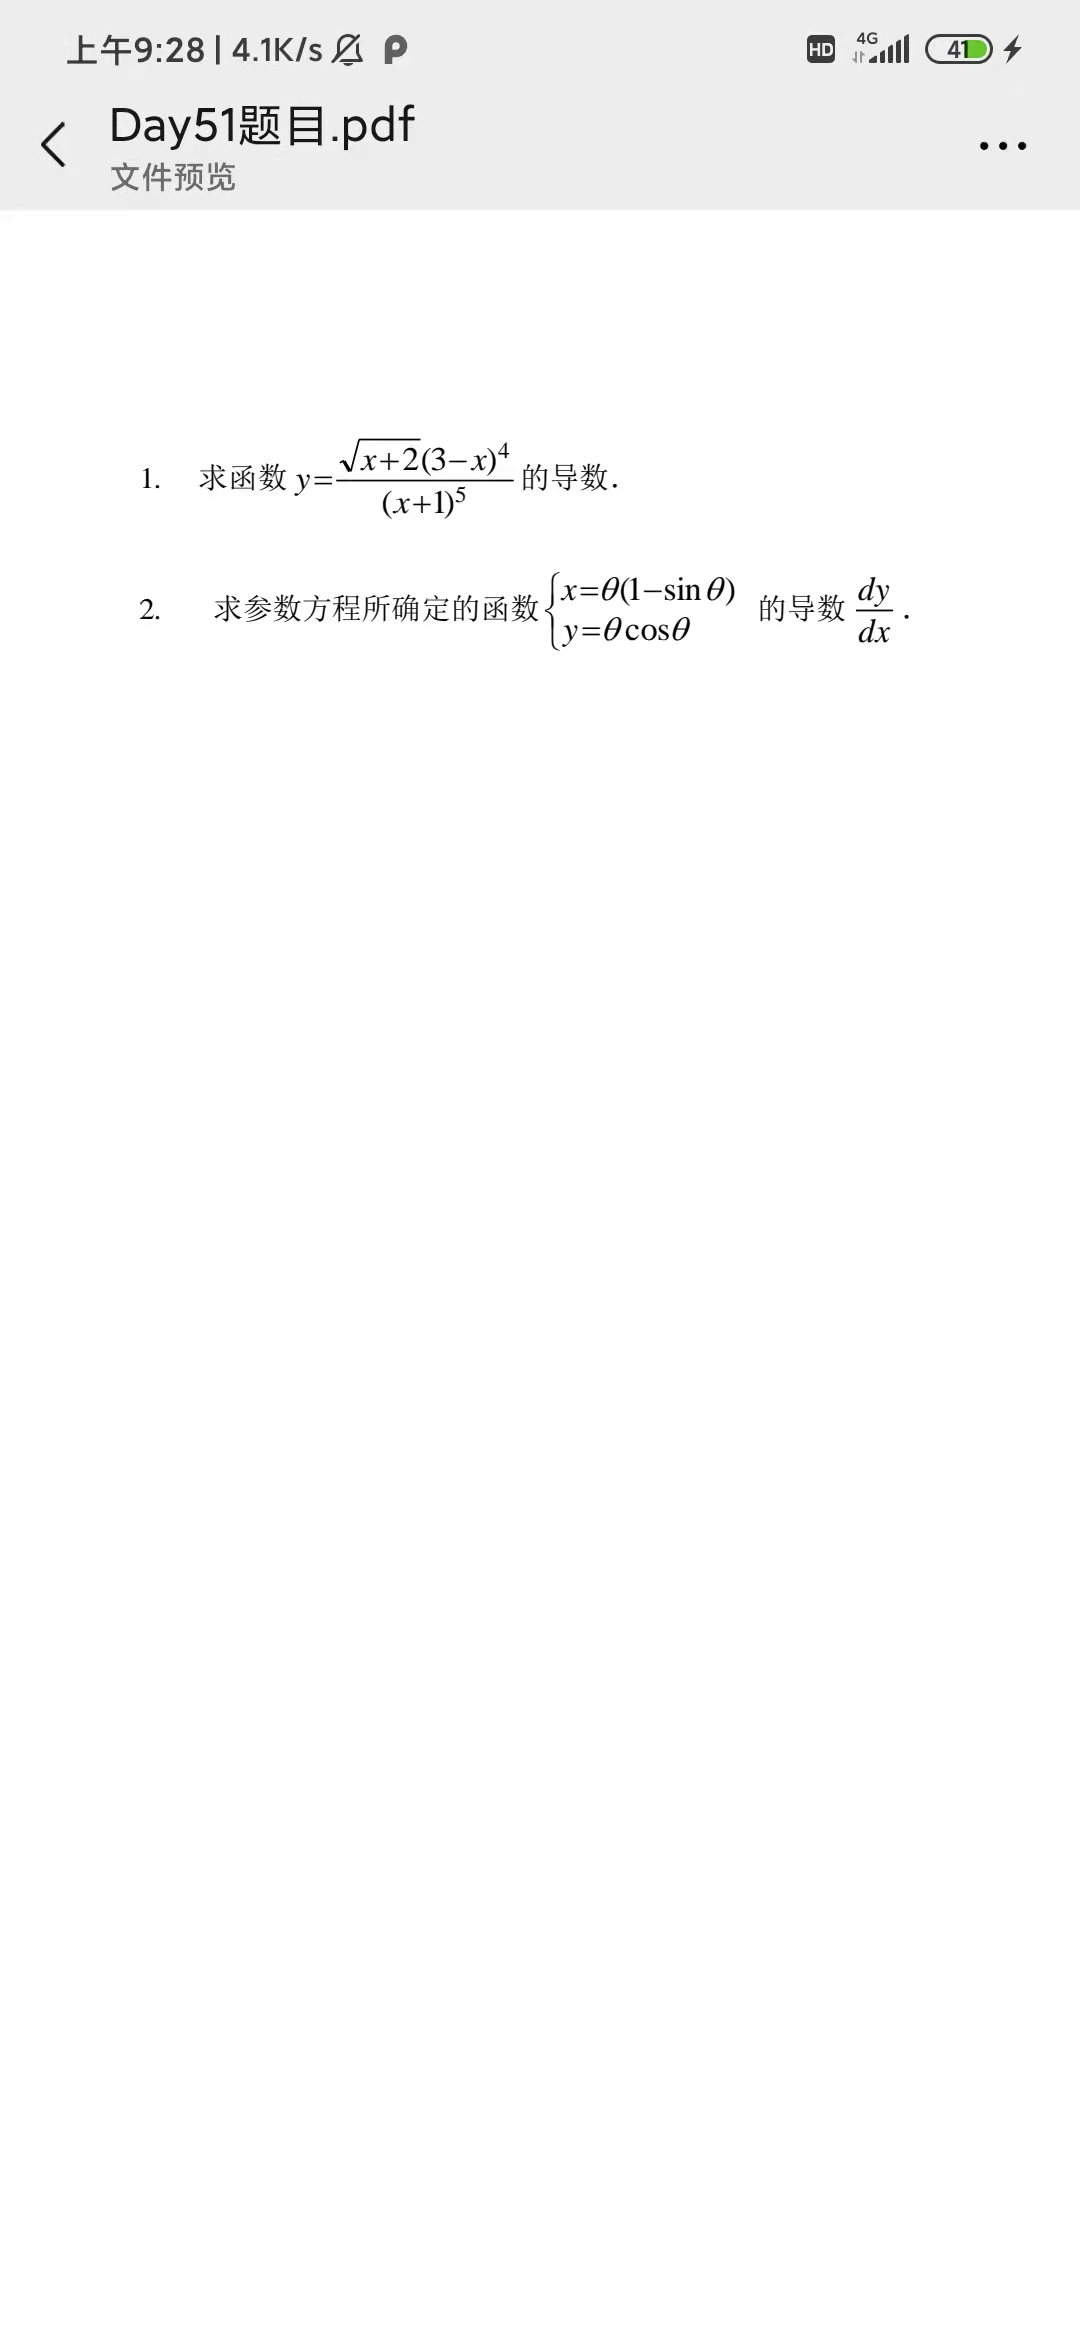 上午9:28 | 4.1K/s HD 4G 41
Day51题目.pdf
文件预览
1. 求函数 y=\frac{\sqrt{x+2}(3-x)^4}{(x+1)^5} 的导数.
2. 求参数方程所确定的函数 \begin{cases} x=\theta(1-\sin\theta) \\ y=\theta\cos\theta \end{cases} 的导数 \frac{dy}{dx}.